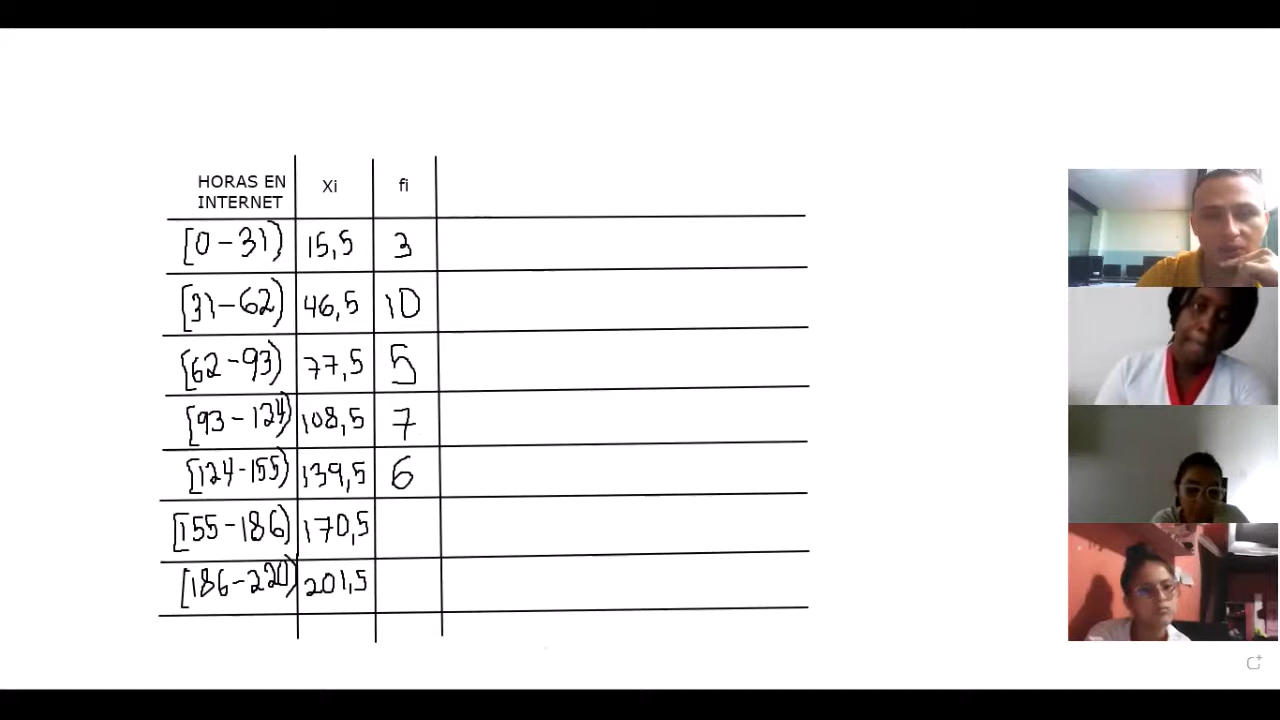 HORAS EN INTERNET Xi fi
[0-31) 15,5 3
[31-62) 46,5 10
[62-93) 77,5 5
[93-124) 108,5 7
[124-155) 139,5 6
[155-186) 170,5
[186-220) 201,5